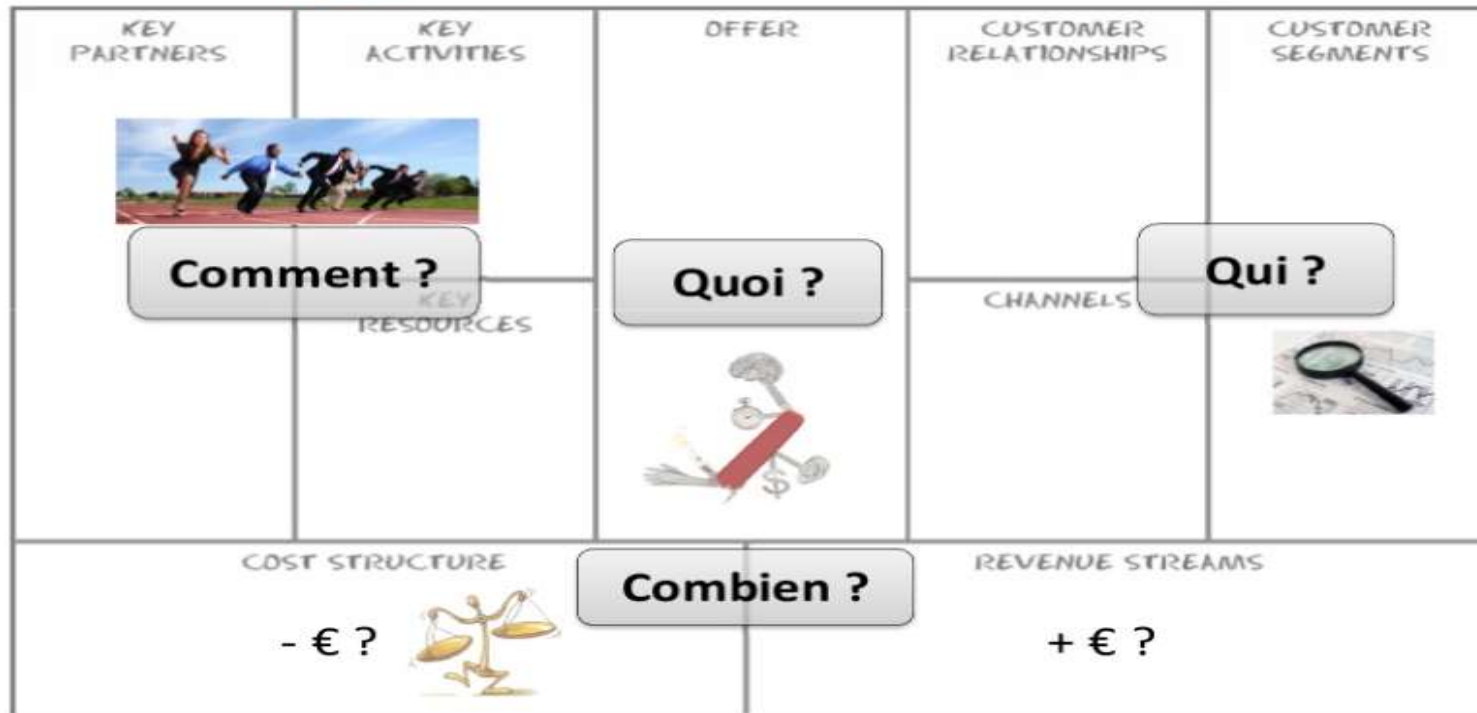 KEY
PARTNERS
KEY
ACTIVITIES
OFFER
CUSTOMER
RELATIONSHIPS
CUSTOMER
SEGMENTS
Comment ?
Quoi ?
Qui ?
KEY
RESOURCES
CHANNELS
$
COST STRUCTURE
Combien ?
REVENUE STREAMS
- € ?
+ € ?